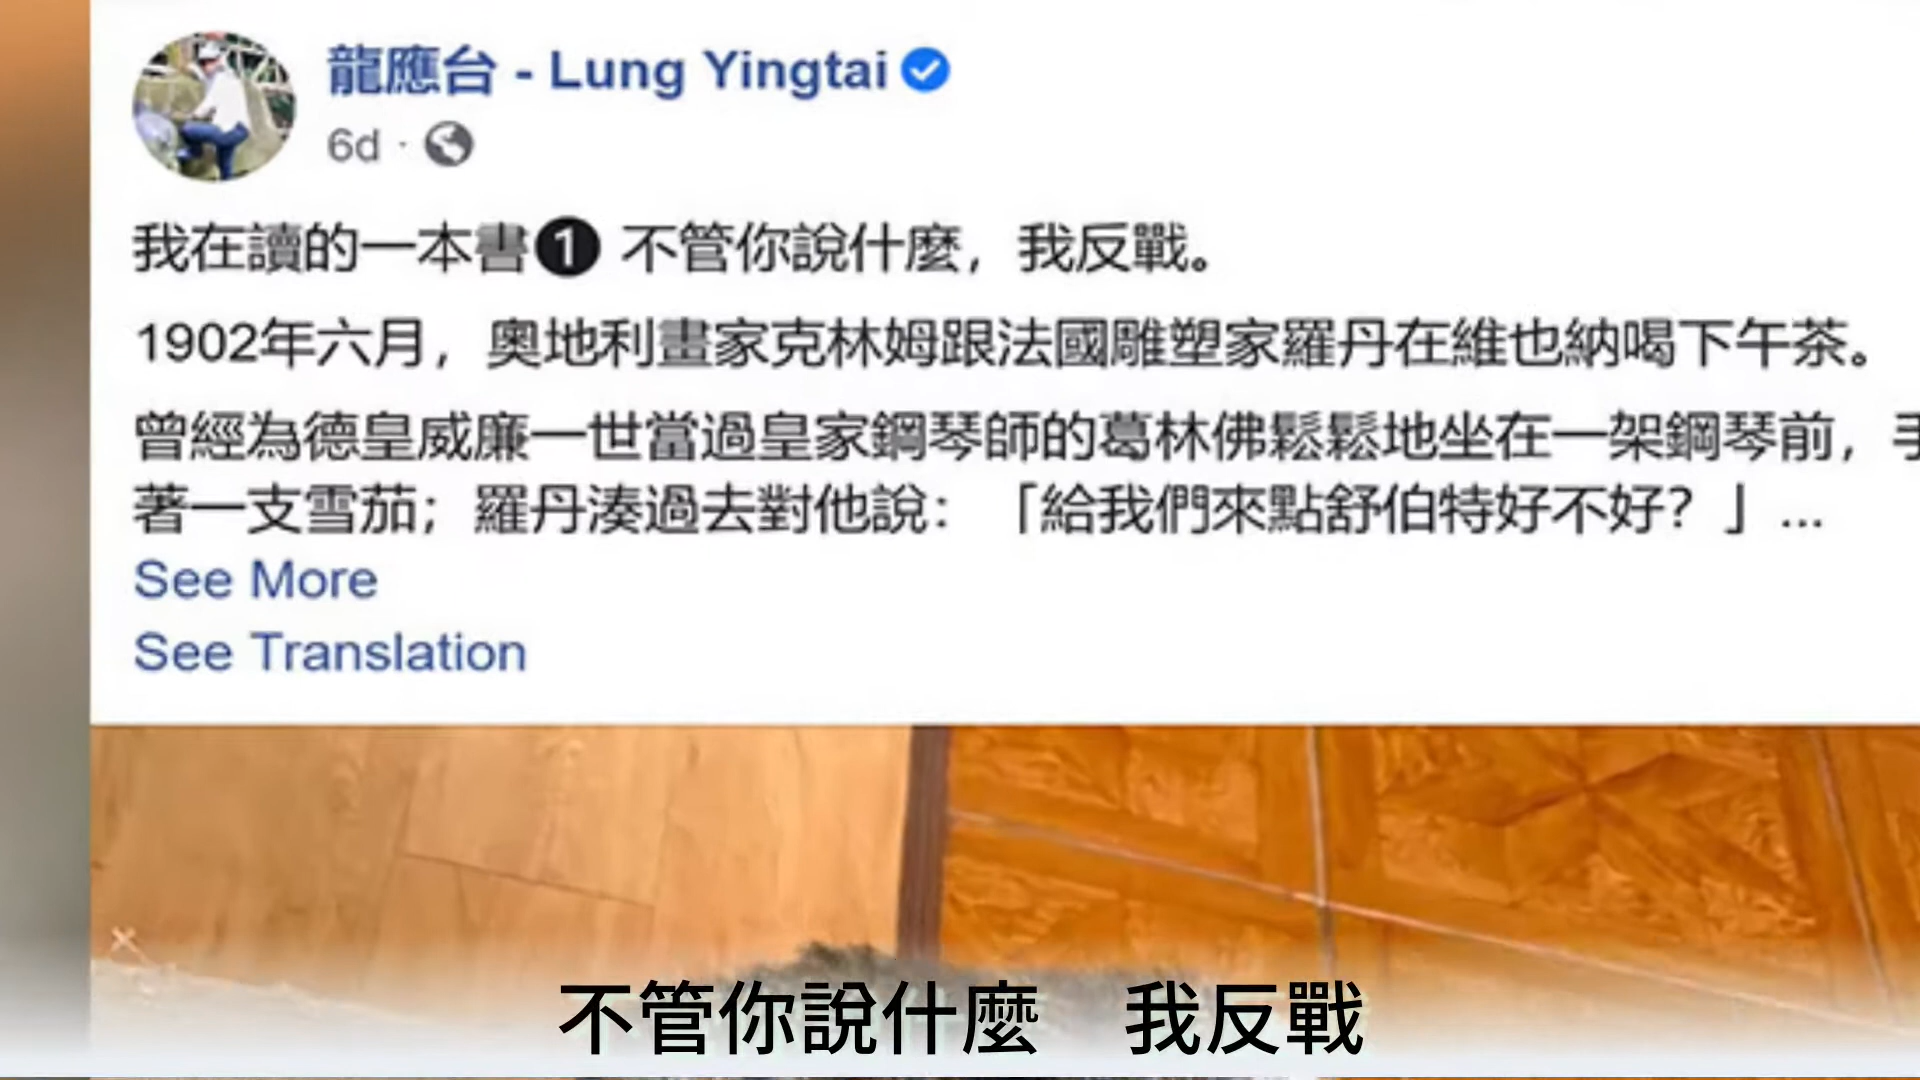 龍應台 - Lung Yingtai
6d ·
我在讀的一本書❶ 不管你說什麼，我反戰。
1902年六月，奧地利畫家克林姆跟法國雕塑家羅丹在維也納喝下午茶。
曾經為德皇威廉一世當過皇家鋼琴師的葛林佛鬆鬆地坐在一架鋼琴前，手
著一支雪茄；羅丹湊過去對他說：「給我們來點舒伯特好不好？」...
See More
See Translation
不管你說什麼 我反戰